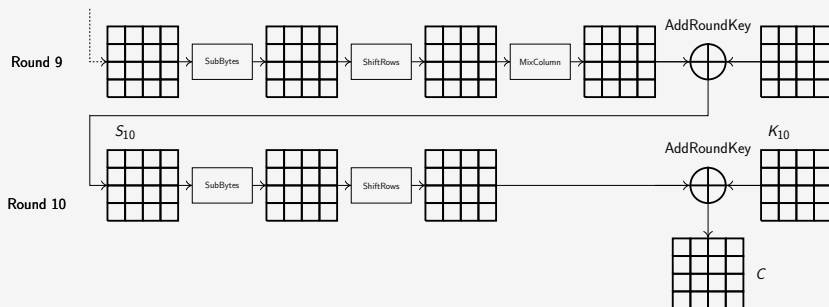 AddRoundKey
Round 9
SubBytes
ShiftRows
MixColumn
S10
AddRoundKey
K10
Round 10
SubBytes
ShiftRows
C